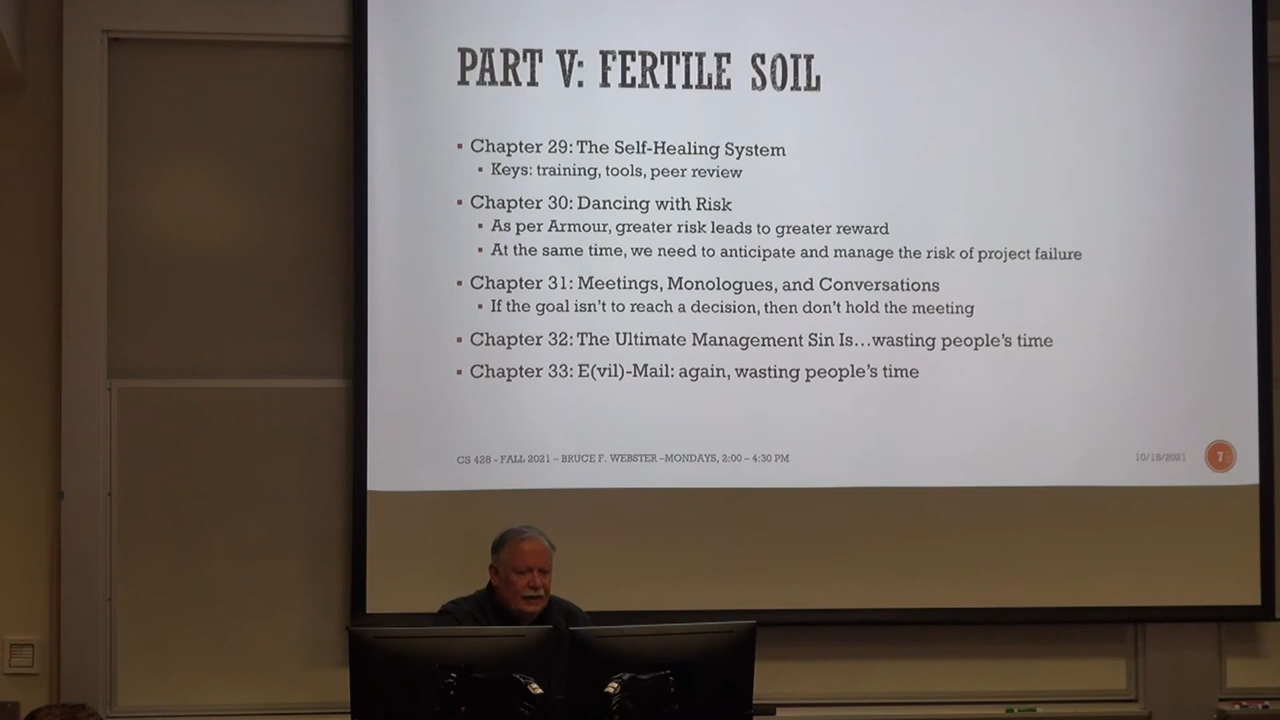 PART V: FERTILE SOIL
▪ Chapter 29: The Self-Healing System
▪ Keys: training, tools, peer review
▪ Chapter 30: Dancing with Risk
▪ As per Armour, greater risk leads to greater reward
▪ At the same time, we need to anticipate and manage the risk of project failure
▪ Chapter 31: Meetings, Monologues, and Conversations
▪ If the goal isn't to reach a decision, then don't hold the meeting
▪ Chapter 32: The Ultimate Management Sin Is…wasting people's time
▪ Chapter 33: E(vil)-Mail: again, wasting people's time
CS 428 - FALL 2021 – BRUCE F. WEBSTER –MONDAYS, 2:00 – 4:30 PM
10/18/2021
7